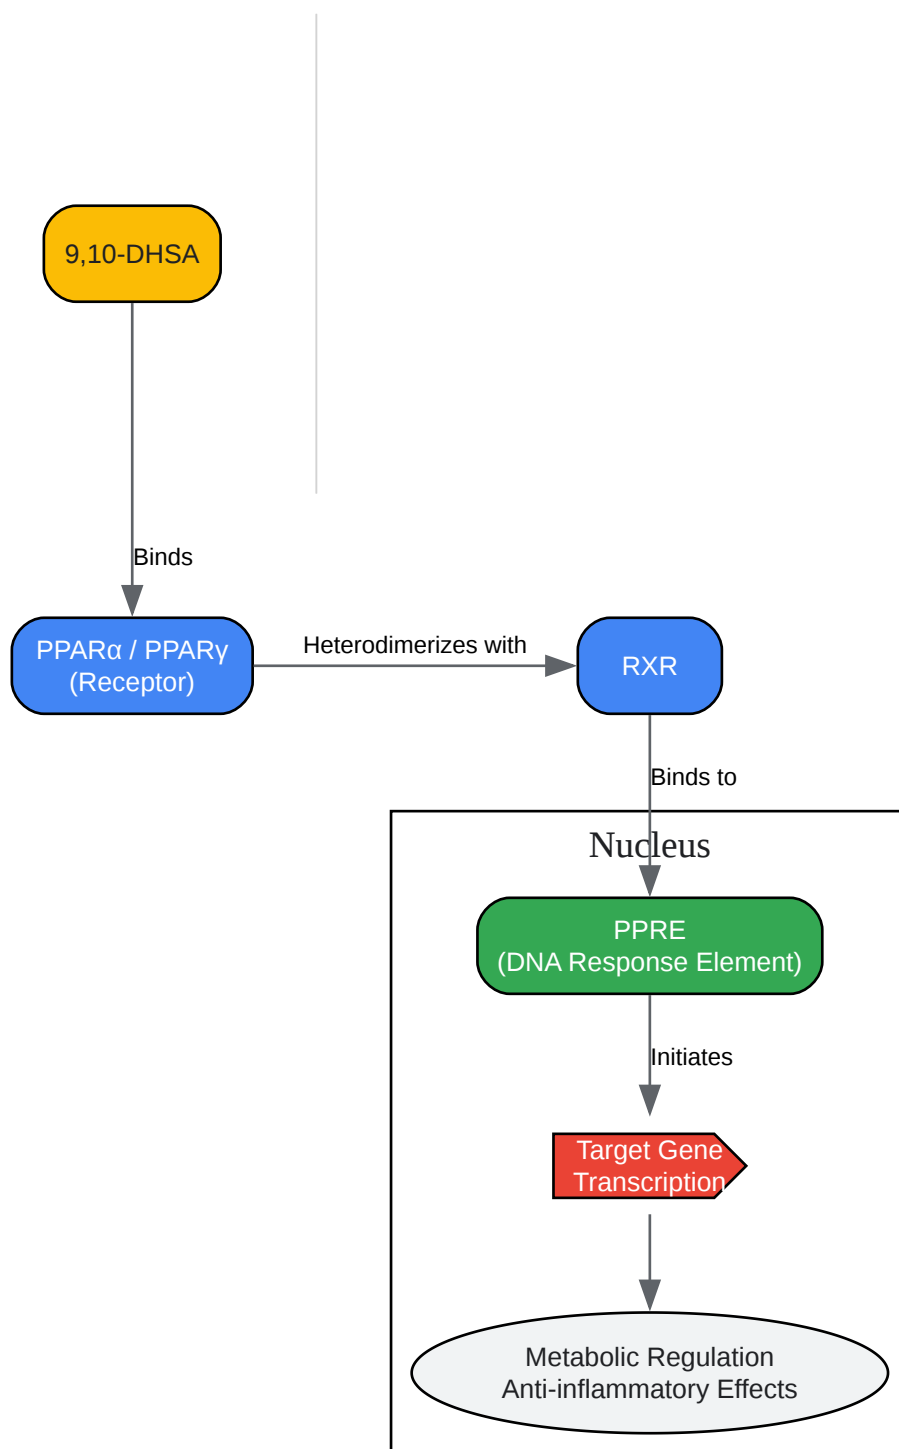 9,10-DHSA
Binds
PPARα / PPARγ
(Receptor)
Heterodimerizes with
RXR
Binds to
Nucleus
PPRE
(DNA Response Element)
Initiates
Target Gene
Transcription
Metabolic Regulation
Anti-inflammatory Effects